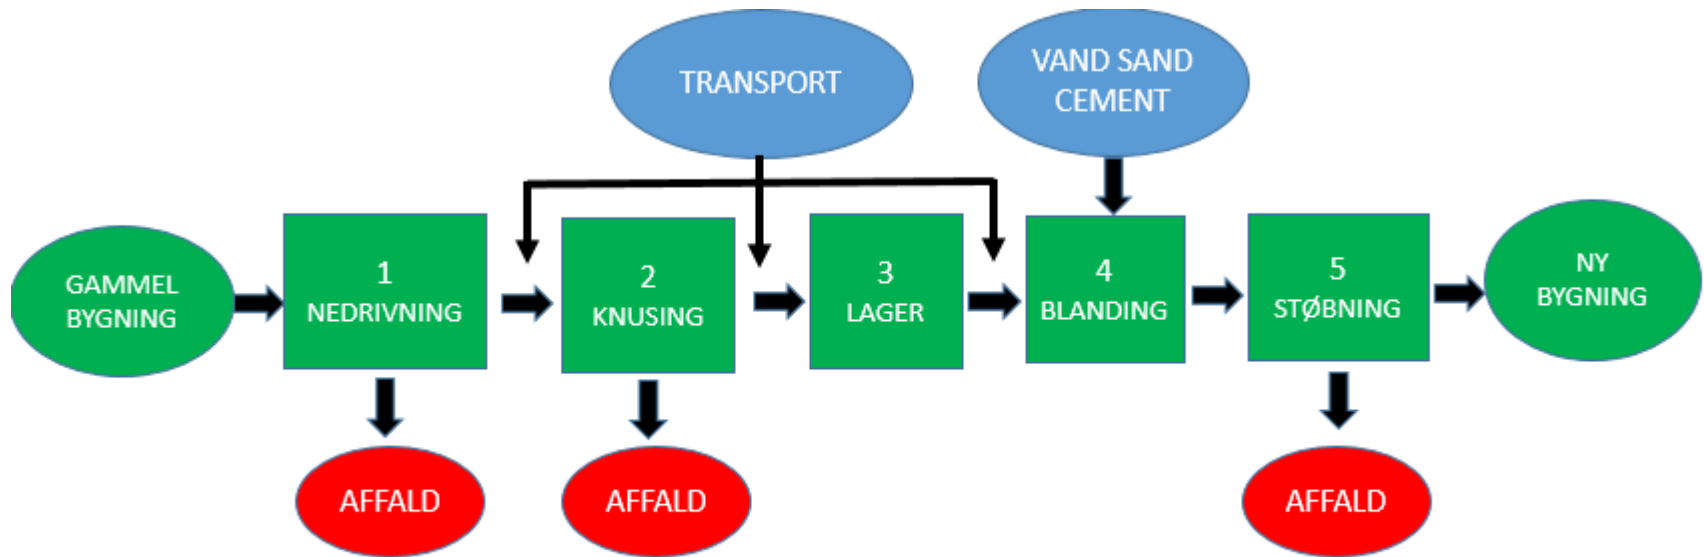 TRANSPORT
VAND SAND
CEMENT
GAMMEL
BYGNING
1
NEDRIVNING
2
KNUSING
3
LAGER
4
BLANDING
5
STØBNING
NY
BYGNING
AFFALD
AFFALD
AFFALD